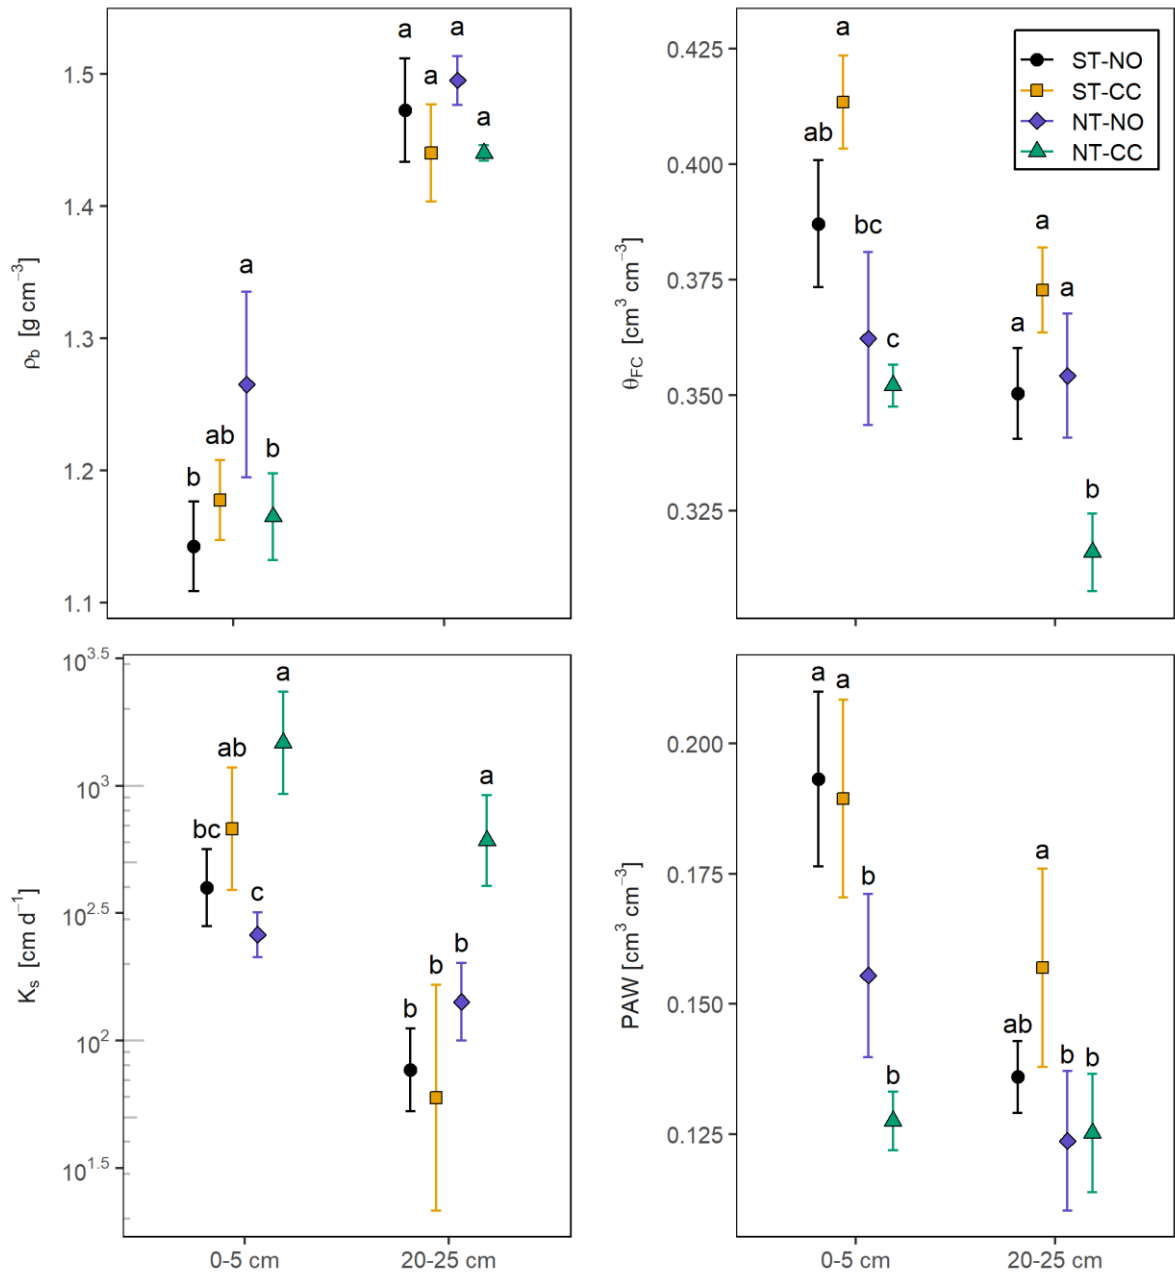 ρb [g cm−3]
1.5
1.4
1.3
1.2
1.1
a
a
a
a
a
ab
b
b
θFC [cm3 cm−3]
0.425
0.400
0.375
0.350
0.325
a
ab
bc
c
a
a
a
b
ST-NO
ST-CC
NT-NO
NT-CC
Ks [cm d−1]
10^3.5
10^3
10^2.5
10^2
10^1.5
a
ab
bc
c
a
b
b
b
0-5 cm
20-25 cm
PAW [cm3 cm−3]
0.200
0.175
0.150
0.125
a
a
b
b
a
ab
b
b
0-5 cm
20-25 cm